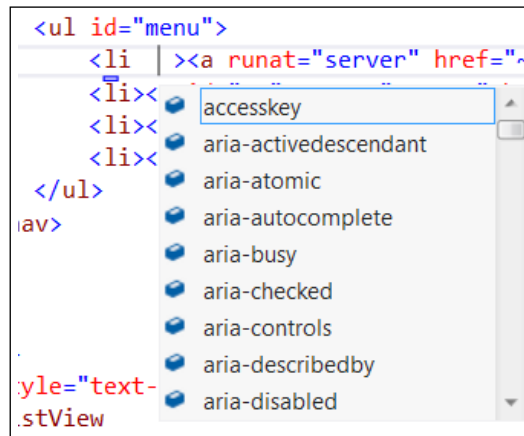 <ul id="menu">
<li ><a runat="server" href="~
<li><
accesskey
aria-activedescendant
<li><
aria-atomic
<li><
aria-autocomplete
</ul>
aria-busy
aria-checked
aria-controls
aria-describedby
aria-disabled
av>
yle="text-
stView